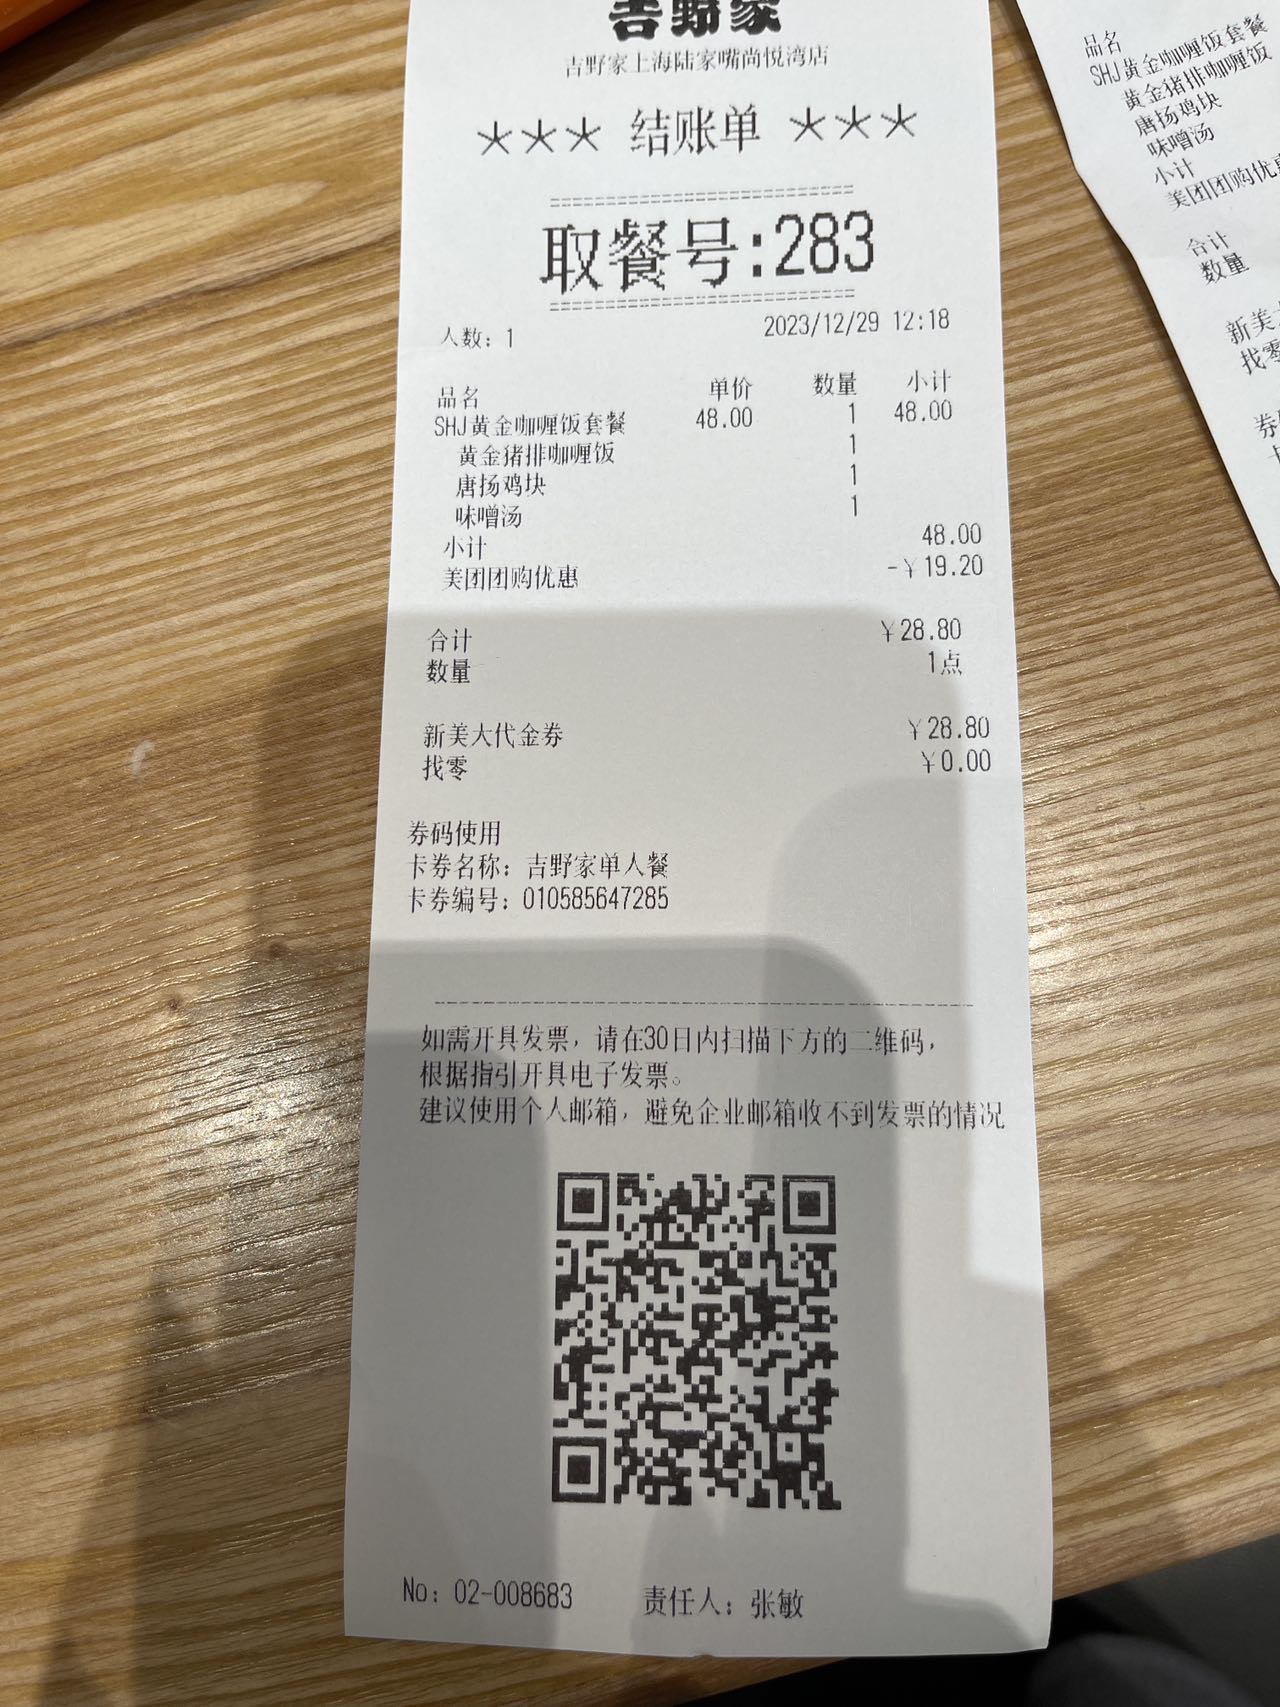 吉野家
吉野家上海陆家嘴尚悦湾店
*** 结账单 ***
取餐号:283
人数: 1 2023/12/29 12:18
品名 单价 数量 小计
SHJ黄金咖喱饭套餐 48.00 1 48.00
黄金猪排咖喱饭 1
唐扬鸡块 1
味噌汤 1
小计 48.00
美团团购优惠 -¥19.20
合计 ¥28.80
数量 1点
新美大代金券 ¥28.80
找零 ¥0.00
券码使用
卡券名称: 吉野家单人餐
卡券编号: 010585647285
如需开具发票, 请在30日内扫描下方的二维码,
根据指引开具电子发票。
建议使用个人邮箱, 避免企业邮箱收不到发票的情况
No: 02-008683 责任人: 张敏
品名
SHJ黄金咖喱饭套餐
黄金猪排咖喱饭
唐扬鸡块
味噌汤
小计
美团团购优
合计
数量
新美
找零